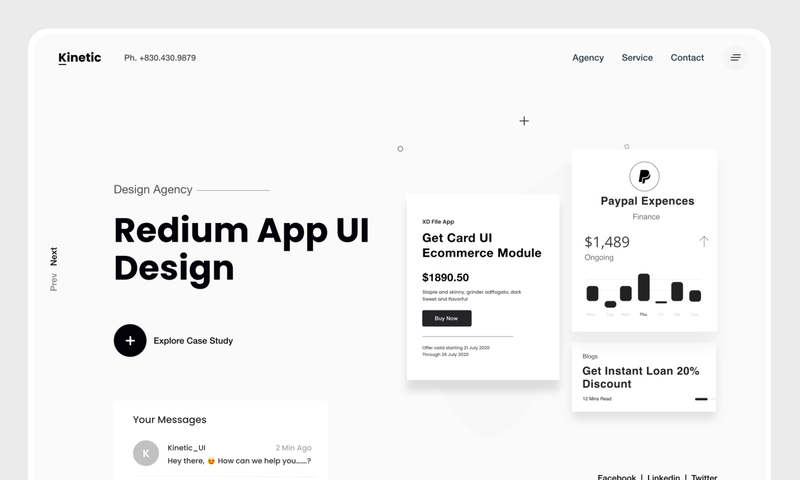 Kinetic
Ph. +830.430.9879
Agency
Service
Contact
Design Agency
Redium App UI
Design
Prev Next
Explore Case Study
Your Messages
K
Kinetic_UI
2 Min Ago
Hey there, 😍 How can we help you......?
XD File App
Get Card UI
Ecommerce Module
$1890.50
Staple and skinny, grinder adffogato, dark
Sweet and flavorful
Buy Now
Offer valid starting 21 July 2020
Through 28 July 2020
Paypal Expences
Finance
$1,489
Ongoing
Mon Tue Wed Thu Fri Sat Sun
Blogs
Get Instant Loan 20%
Discount
12 Mins Read
Facebook | Linkedin | Twitter